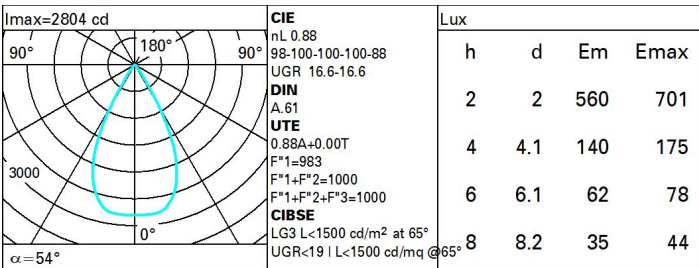 Imax=2804 cd
90°
180°
90°
3000
0°
α=54°
CIE
nL 0.88
98-100-100-100-88
UGR 16.6-16.6
DIN
A.61
UTE
0.88A+0.00T
F"1=983
F"1+F"2=1000
F"1+F"2+F"3=1000
CIBSE
LG3 L<1500 cd/m² at 65°
UGR<19 | L<1500 cd/mq @65°
Lux
h d Em Emax
2 2 560 701
4 4.1 140 175
6 6.1 62 78
8 8.2 35 44